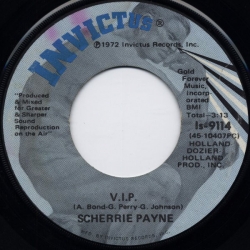 INVICTUS
©1972 Invictus Records, Inc.
"Produced
& Mixed
for Greater
& Sharper
Sound
Reproduction
on the Air"
Gold
Forever
Music,
Incorporated
BMI
Total-3:13
Is-9114
(45-10407PC)
HOLLAND
DOZIER-
HOLLAND
PROD., INC.
V.I.P.
(A. Bond-G. Perry-G. Johnson)
SCHERRIE PAYNE